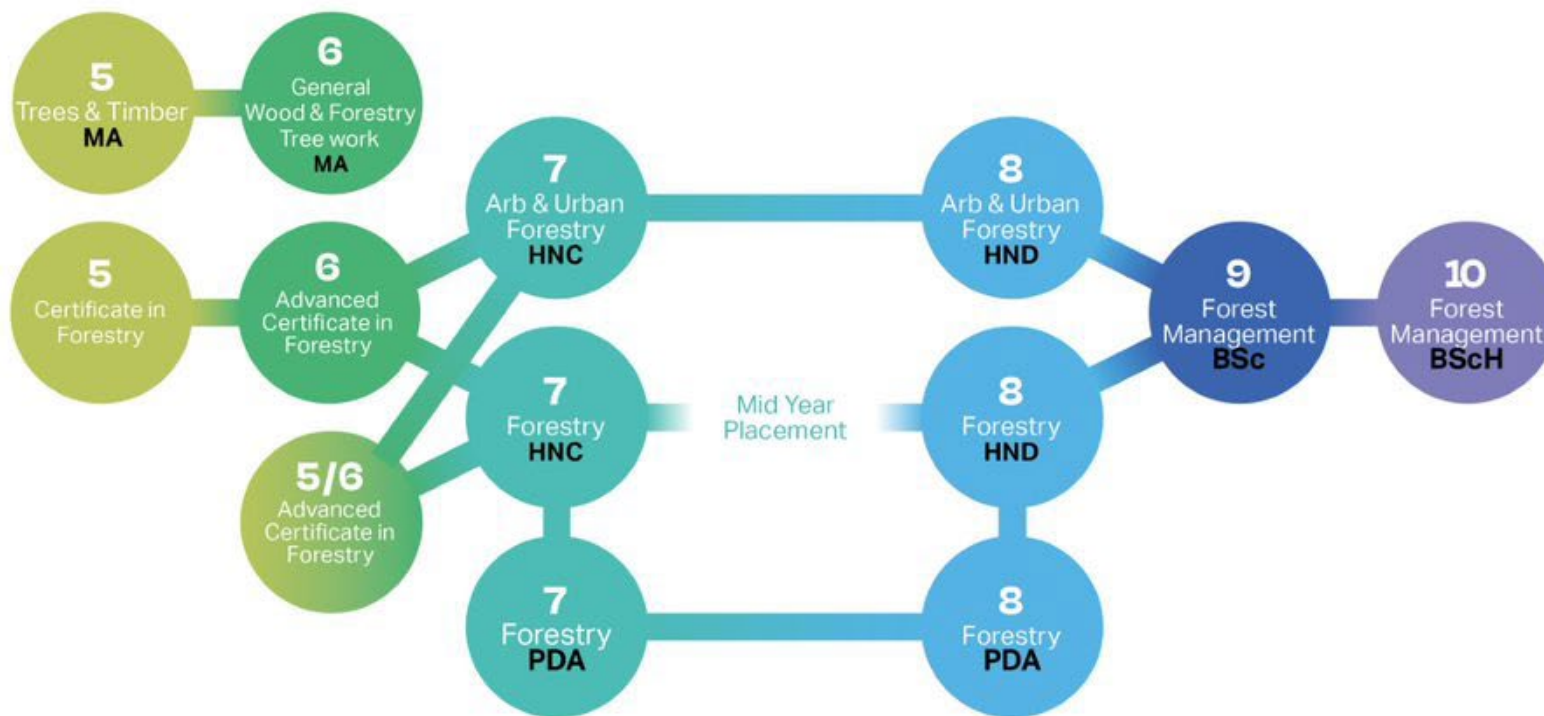 5
Trees & Timber
MA
6
General
Wood & Forestry
Tree work
MA
7
Arb & Urban
Forestry
HNC
8
Arb & Urban
Forestry
HND
5
Certificate in
Forestry
6
Advanced
Certificate in
Forestry
9
Forest
Management
BSc
10
Forest
Management
BScH
7
Forestry
HNC
Mid Year
Placement
8
Forestry
HND
5/6
Advanced
Certificate in
Forestry
7
Forestry
PDA
8
Forestry
PDA